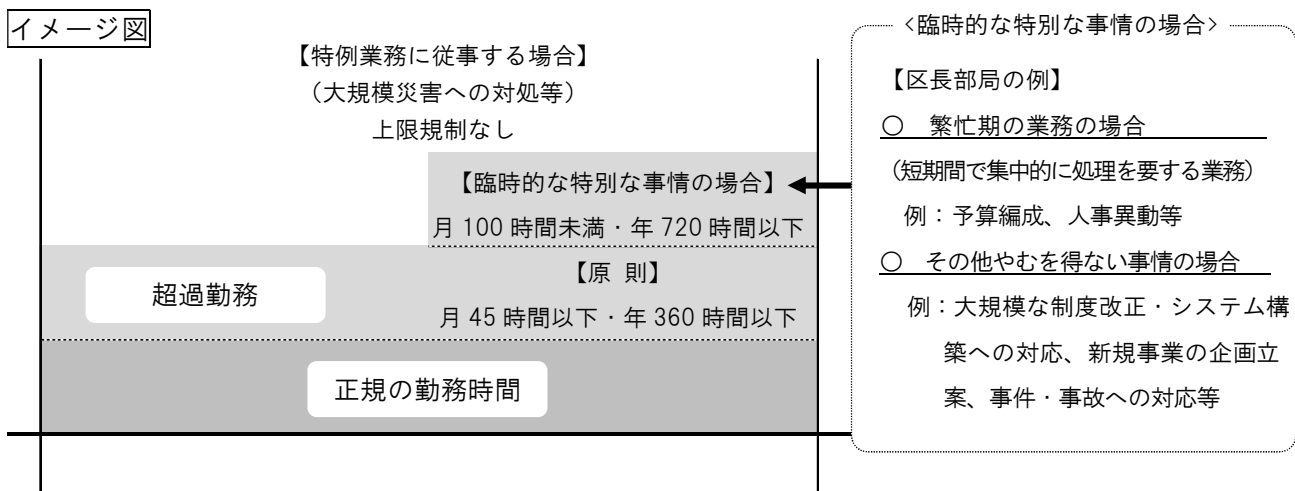 イメージ図
【特例業務に従事する場合】
（大規模災害への対処等）
上限規制なし
【臨時的な特別な事情の場合】
月 100 時間未満・年 720 時間以下
【原 則】
超過勤務
月 45 時間以下・年 360 時間以下
正規の勤務時間
<臨時的な特別な事情の場合>
【区長部局の例】
○　繁忙期の業務の場合
（短期間で集中的に処理を要する業務）
例：予算編成、人事異動等
○　その他やむを得ない事情の場合
例：大規模な制度改正・システム構
築への対応、新規事業の企画立
案、事件・事故への対応等